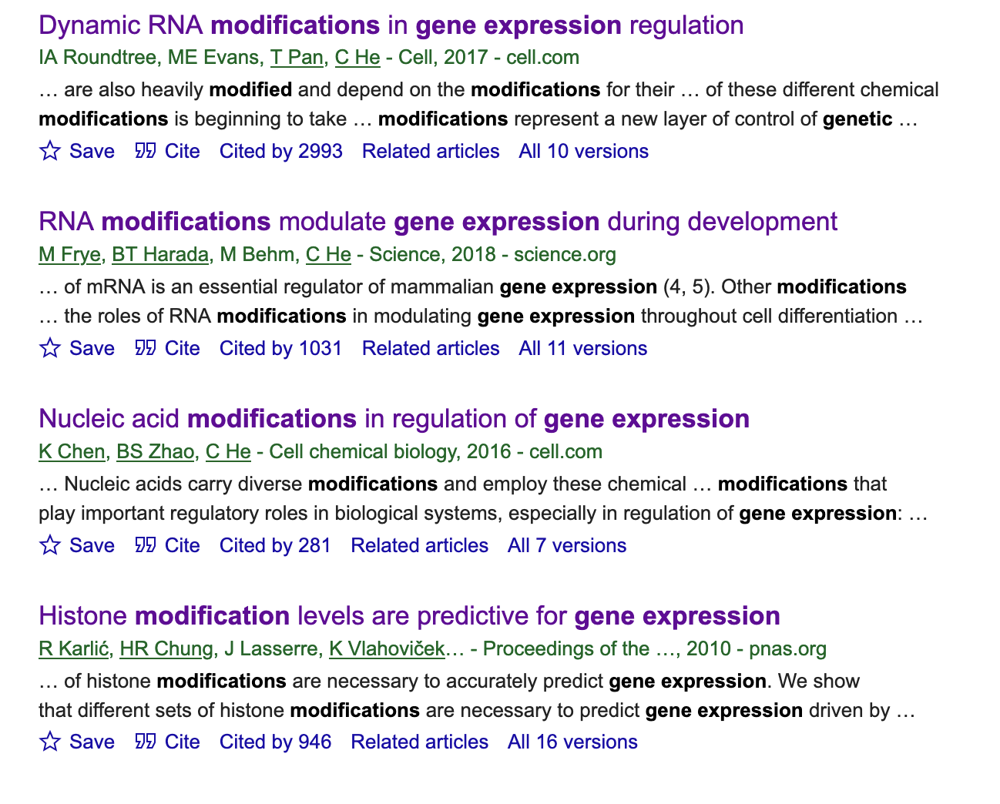 Dynamic RNA modifications in gene expression regulation
IA Roundtree, ME Evans, T Pan, C He - Cell, 2017 - cell.com
… are also heavily modified and depend on the modifications for their … of these different chemical
modifications is beginning to take … modifications represent a new layer of control of genetic …
Save Cite Cited by 2993 Related articles All 10 versions
RNA modifications modulate gene expression during development
M Frye, BT Harada, M Behm, C He - Science, 2018 - science.org
… of mRNA is an essential regulator of mammalian gene expression (4, 5). Other modifications
… the roles of RNA modifications in modulating gene expression throughout cell differentiation …
Save Cite Cited by 1031 Related articles All 11 versions
Nucleic acid modifications in regulation of gene expression
K Chen, BS Zhao, C He - Cell chemical biology, 2016 - cell.com
… Nucleic acids carry diverse modifications and employ these chemical … modifications that
play important regulatory roles in biological systems, especially in regulation of gene expression: …
Save Cite Cited by 281 Related articles All 7 versions
Histone modification levels are predictive for gene expression
R Karlić, HR Chung, J Lasserre, K Vlahoviček… - Proceedings of the …, 2010 - pnas.org
… of histone modifications are necessary to accurately predict gene expression. We show
that different sets of histone modifications are necessary to predict gene expression driven by …
Save Cite Cited by 946 Related articles All 16 versions